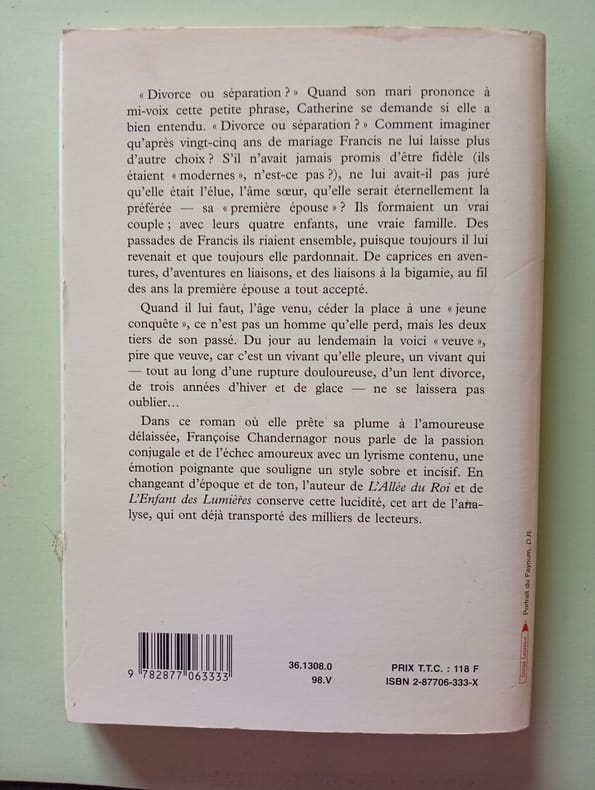 « Divorce ou séparation ? » Quand son mari prononce à
mi-voix cette petite phrase, Catherine se demande si elle a
bien entendu. « Divorce ou séparation ? » Comment imaginer
qu'après vingt-cinq ans de mariage Francis ne lui laisse plus
d'autre choix ? S'il n'avait jamais promis d'être fidèle (ils
étaient « modernes », n'est-ce pas ?), ne lui avait-il pas juré
qu'elle était l'élue, l'âme sœur, qu'elle serait éternellement la
préférée — sa « première épouse » ? Ils formaient un vrai
couple ; avec leurs quatre enfants, une vraie famille. Des
passades de Francis ils riaient ensemble, puisque toujours il lui
revenait et que toujours elle pardonnait. De caprices en aven-
tures, d'aventures en liaisons, et des liaisons à la bigamie, au fil
des ans la première épouse a tout accepté.
Quand il lui faut, l'âge venu, céder la place à une « jeune
conquête », ce n'est pas un homme qu'elle perd, mais les deux
tiers de son passé. Du jour au lendemain la voici « veuve »,
pire que veuve, car c'est un vivant qu'elle pleure, un vivant qui
— tout au long d'une rupture douloureuse, d'un lent divorce,
de trois années d'hiver et de glace — ne se laissera pas
oublier...
Dans ce roman où elle prête sa plume à l'amoureuse
délaissée, Françoise Chandernagor nous parle de la passion
conjugale et de l'échec amoureux avec un lyrisme contenu, une
émotion poignante que souligne un style sobre et incisif. En
changeant d'époque et de ton, l'auteur de L'Allée du Roi et de
L'Enfant des Lumières conserve cette lucidité, cet art de l'ana-
lyse, qui ont déjà transporté des milliers de lecteurs.
9 782877 063333
36.1308.0
98.V
PRIX T.T.C. : 118 F
ISBN 2-87706-333-X
Portrait du Fayoum, D.R.